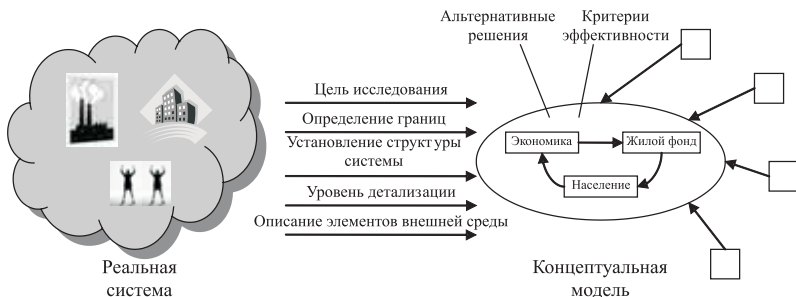 Альтернативные
решения
Критерии
эффективности
Цель исследования
Определение границ
Установление структуры
системы
Уровень детализации
Описание элементов внешней среды
Экономика
Жилой фонд
Население
Реальная
система
Концептуальная
модель